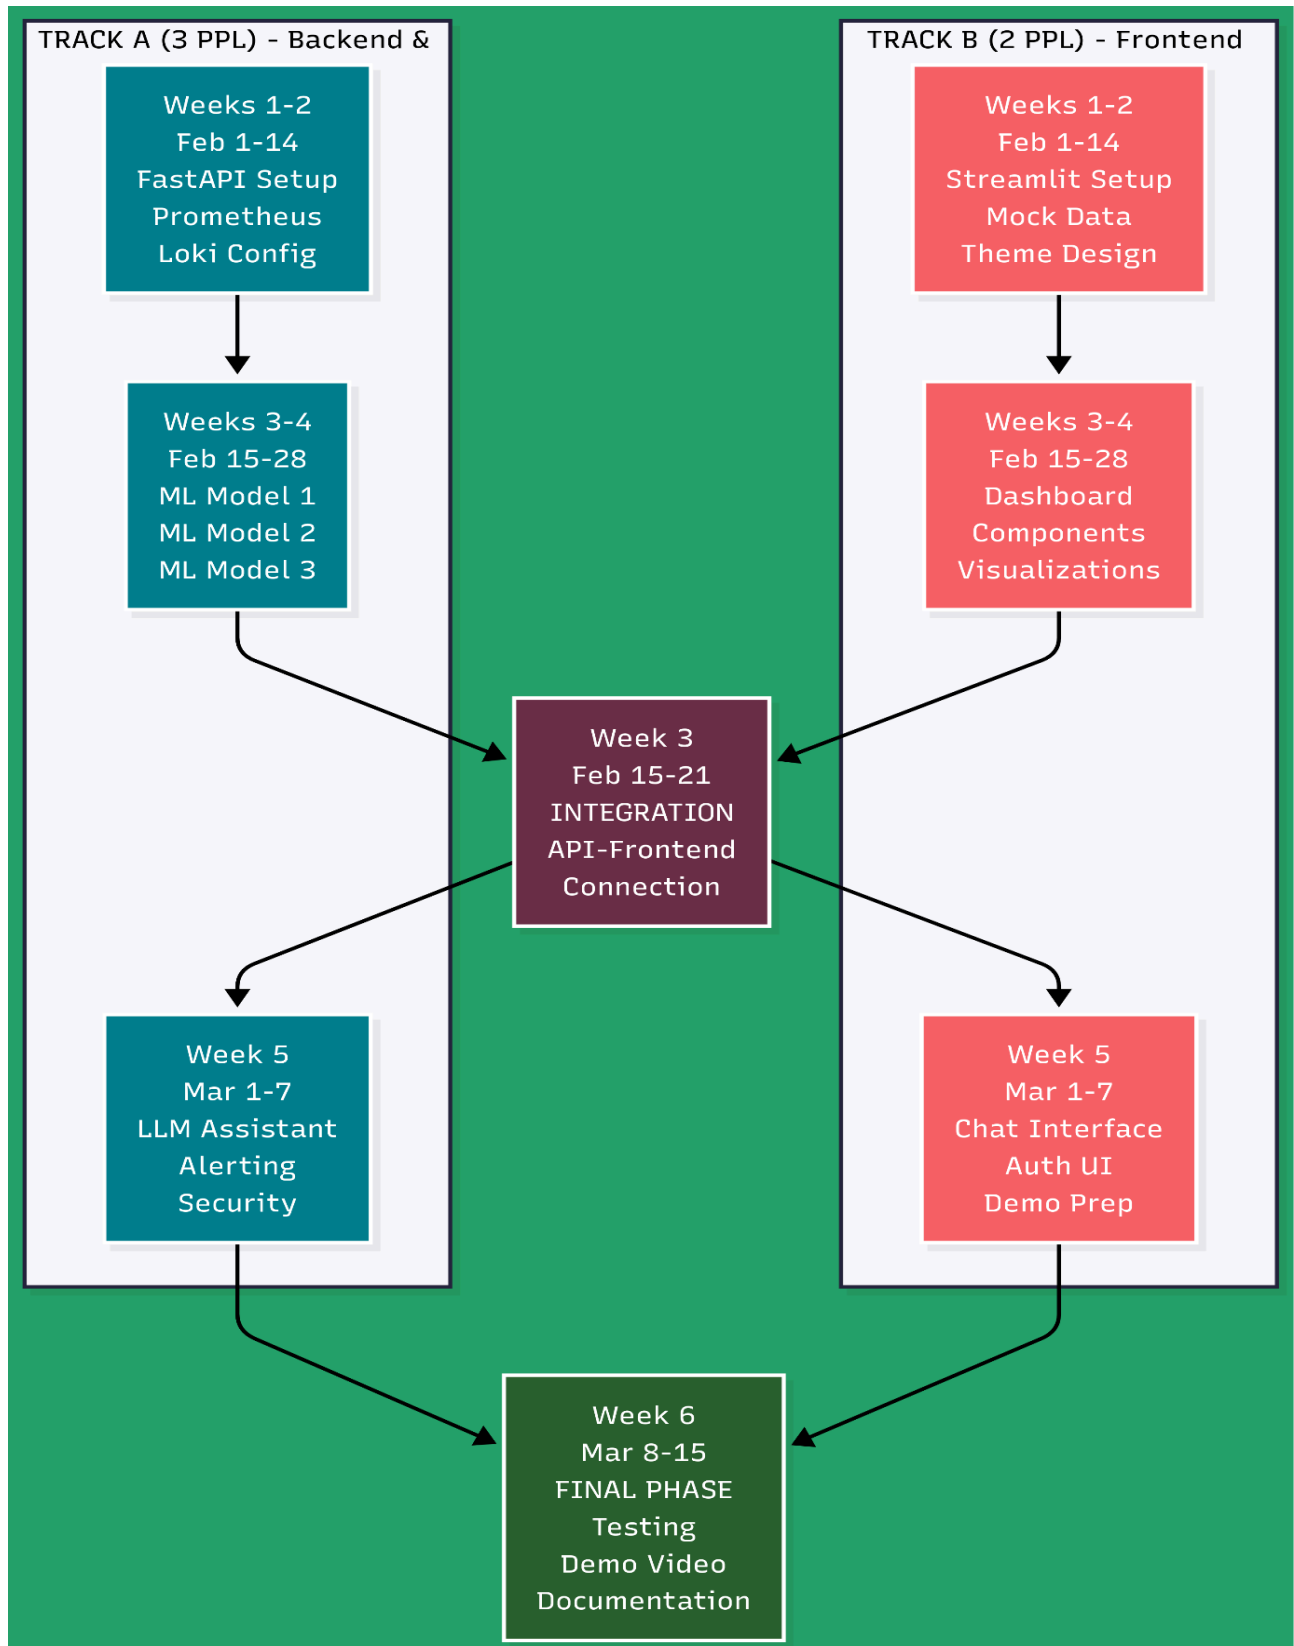 TRACK A (3 PPL) - Backend &
Weeks 1-2
Feb 1-14
FastAPI Setup
Prometheus
Loki Config
Weeks 3-4
Feb 15-28
ML Model 1
ML Model 2
ML Model 3
TRACK B (2 PPL) - Frontend
Weeks 1-2
Feb 1-14
Streamlit Setup
Mock Data
Theme Design
Weeks 3-4
Feb 15-28
Dashboard
Components
Visualizations
Week 3
Feb 15-21
INTEGRATION
API-Frontend
Connection
Week 5
Mar 1-7
LLM Assistant
Alerting
Security
Week 5
Mar 1-7
Chat Interface
Auth UI
Demo Prep
Week 6
Mar 8-15
FINAL PHASE
Testing
Demo Video
Documentation